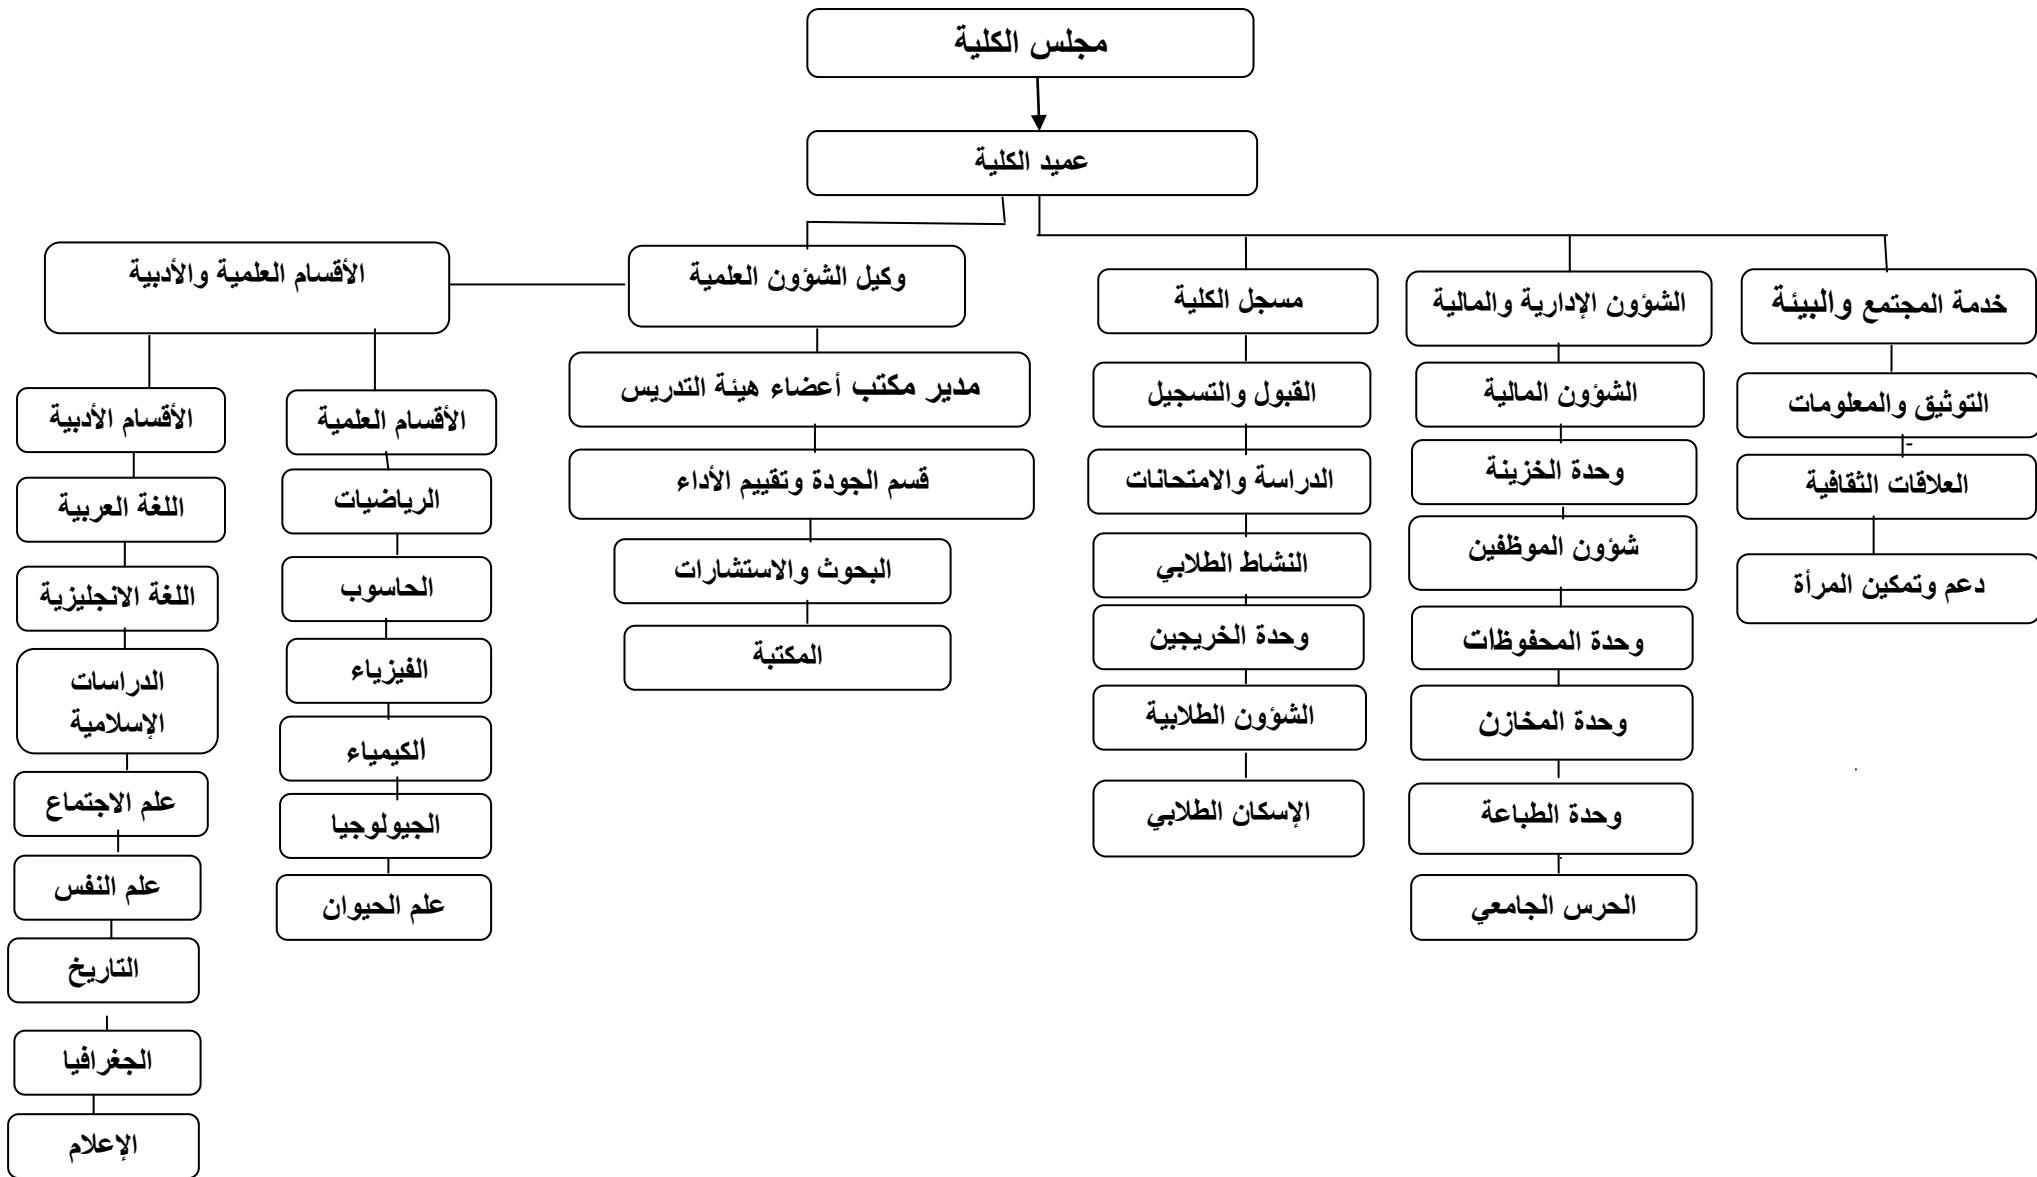 مجلس الكلية
عميد الكلية
خدمة المجتمع والبيئة
التوثيق والمعلومات
العلاقات الثقافية
دعم وتمكين المرأة
الشؤون الإدارية والمالية
الشؤون المالية
وحدة الخزينة
شؤون الموظفين
وحدة المحفوظات
وحدة المخازن
وحدة الطباعة
الحرس الجامعي
مسجل الكلية
القبول والتسجيل
الدراسة والامتحانات
النشاط الطلابي
وحدة الخريجين
الشؤون الطلابية
الإسكان الطلابي
وكيل الشؤون العلمية
مدير مكتب أعضاء هيئة التدريس
قسم الجودة وتقييم الأداء
البحوث والاستشارات
المكتبة
الأقسام العلمية والأدبية
الأقسام العلمية
الرياضيات
الحاسوب
الفيزياء
الكيمياء
الجيولوجيا
علم الحيوان
الأقسام الأدبية
اللغة العربية
اللغة الانجليزية
الدراسات
الإسلامية
علم الاجتماع
علم النفس
التاريخ
الجغرافيا
الإعلام